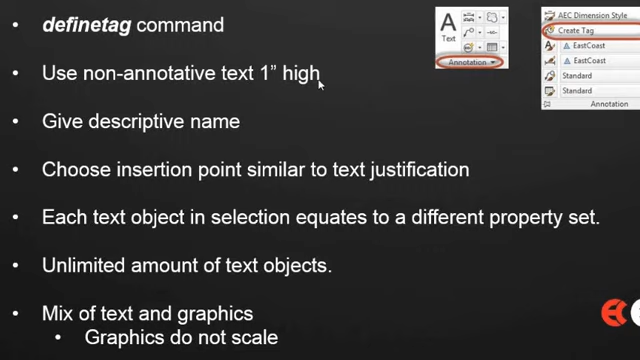 definetag command
Use non-annotative text 1” high
Give descriptive name
Choose insertion point similar to text justification
Each text object in selection equates to a different property set.
Unlimited amount of text objects.
Mix of text and graphics
Graphics do not scale
A
Text
Annotation
AEC Dimension Style
Create Tag
EastCoast
EastCoast
Standard
Standard
Annotation